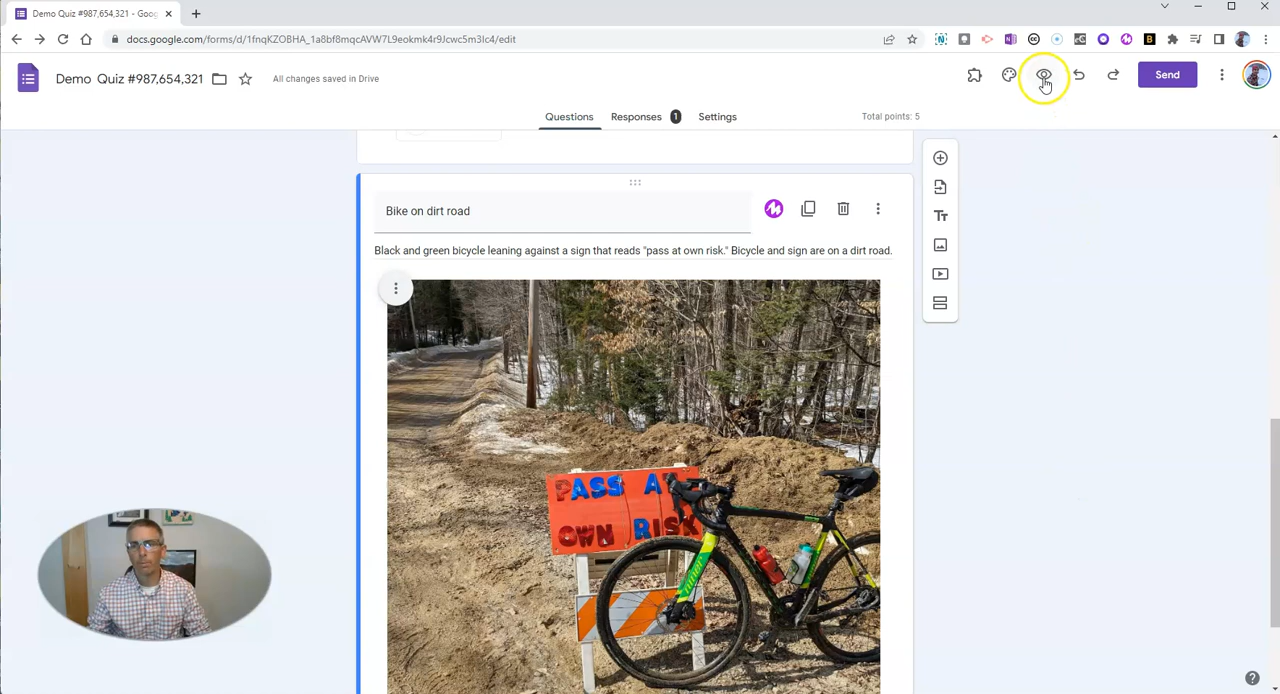 Demo Quiz #987,654,321 - Goog
docs.google.com/forms/d/1fnqKZOBHA_1a8bf8mqcAVW7L9eokmk4r9Jcwc5m3lc4/edit
Demo Quiz #987,654,321
All changes saved in Drive
Send
Questions
Responses
1
Settings
Total points: 5
Bike on dirt road
Black and green bicycle leaning against a sign that reads "pass at own risk." Bicycle and sign are on a dirt road.
PASS AT
OWN RISK